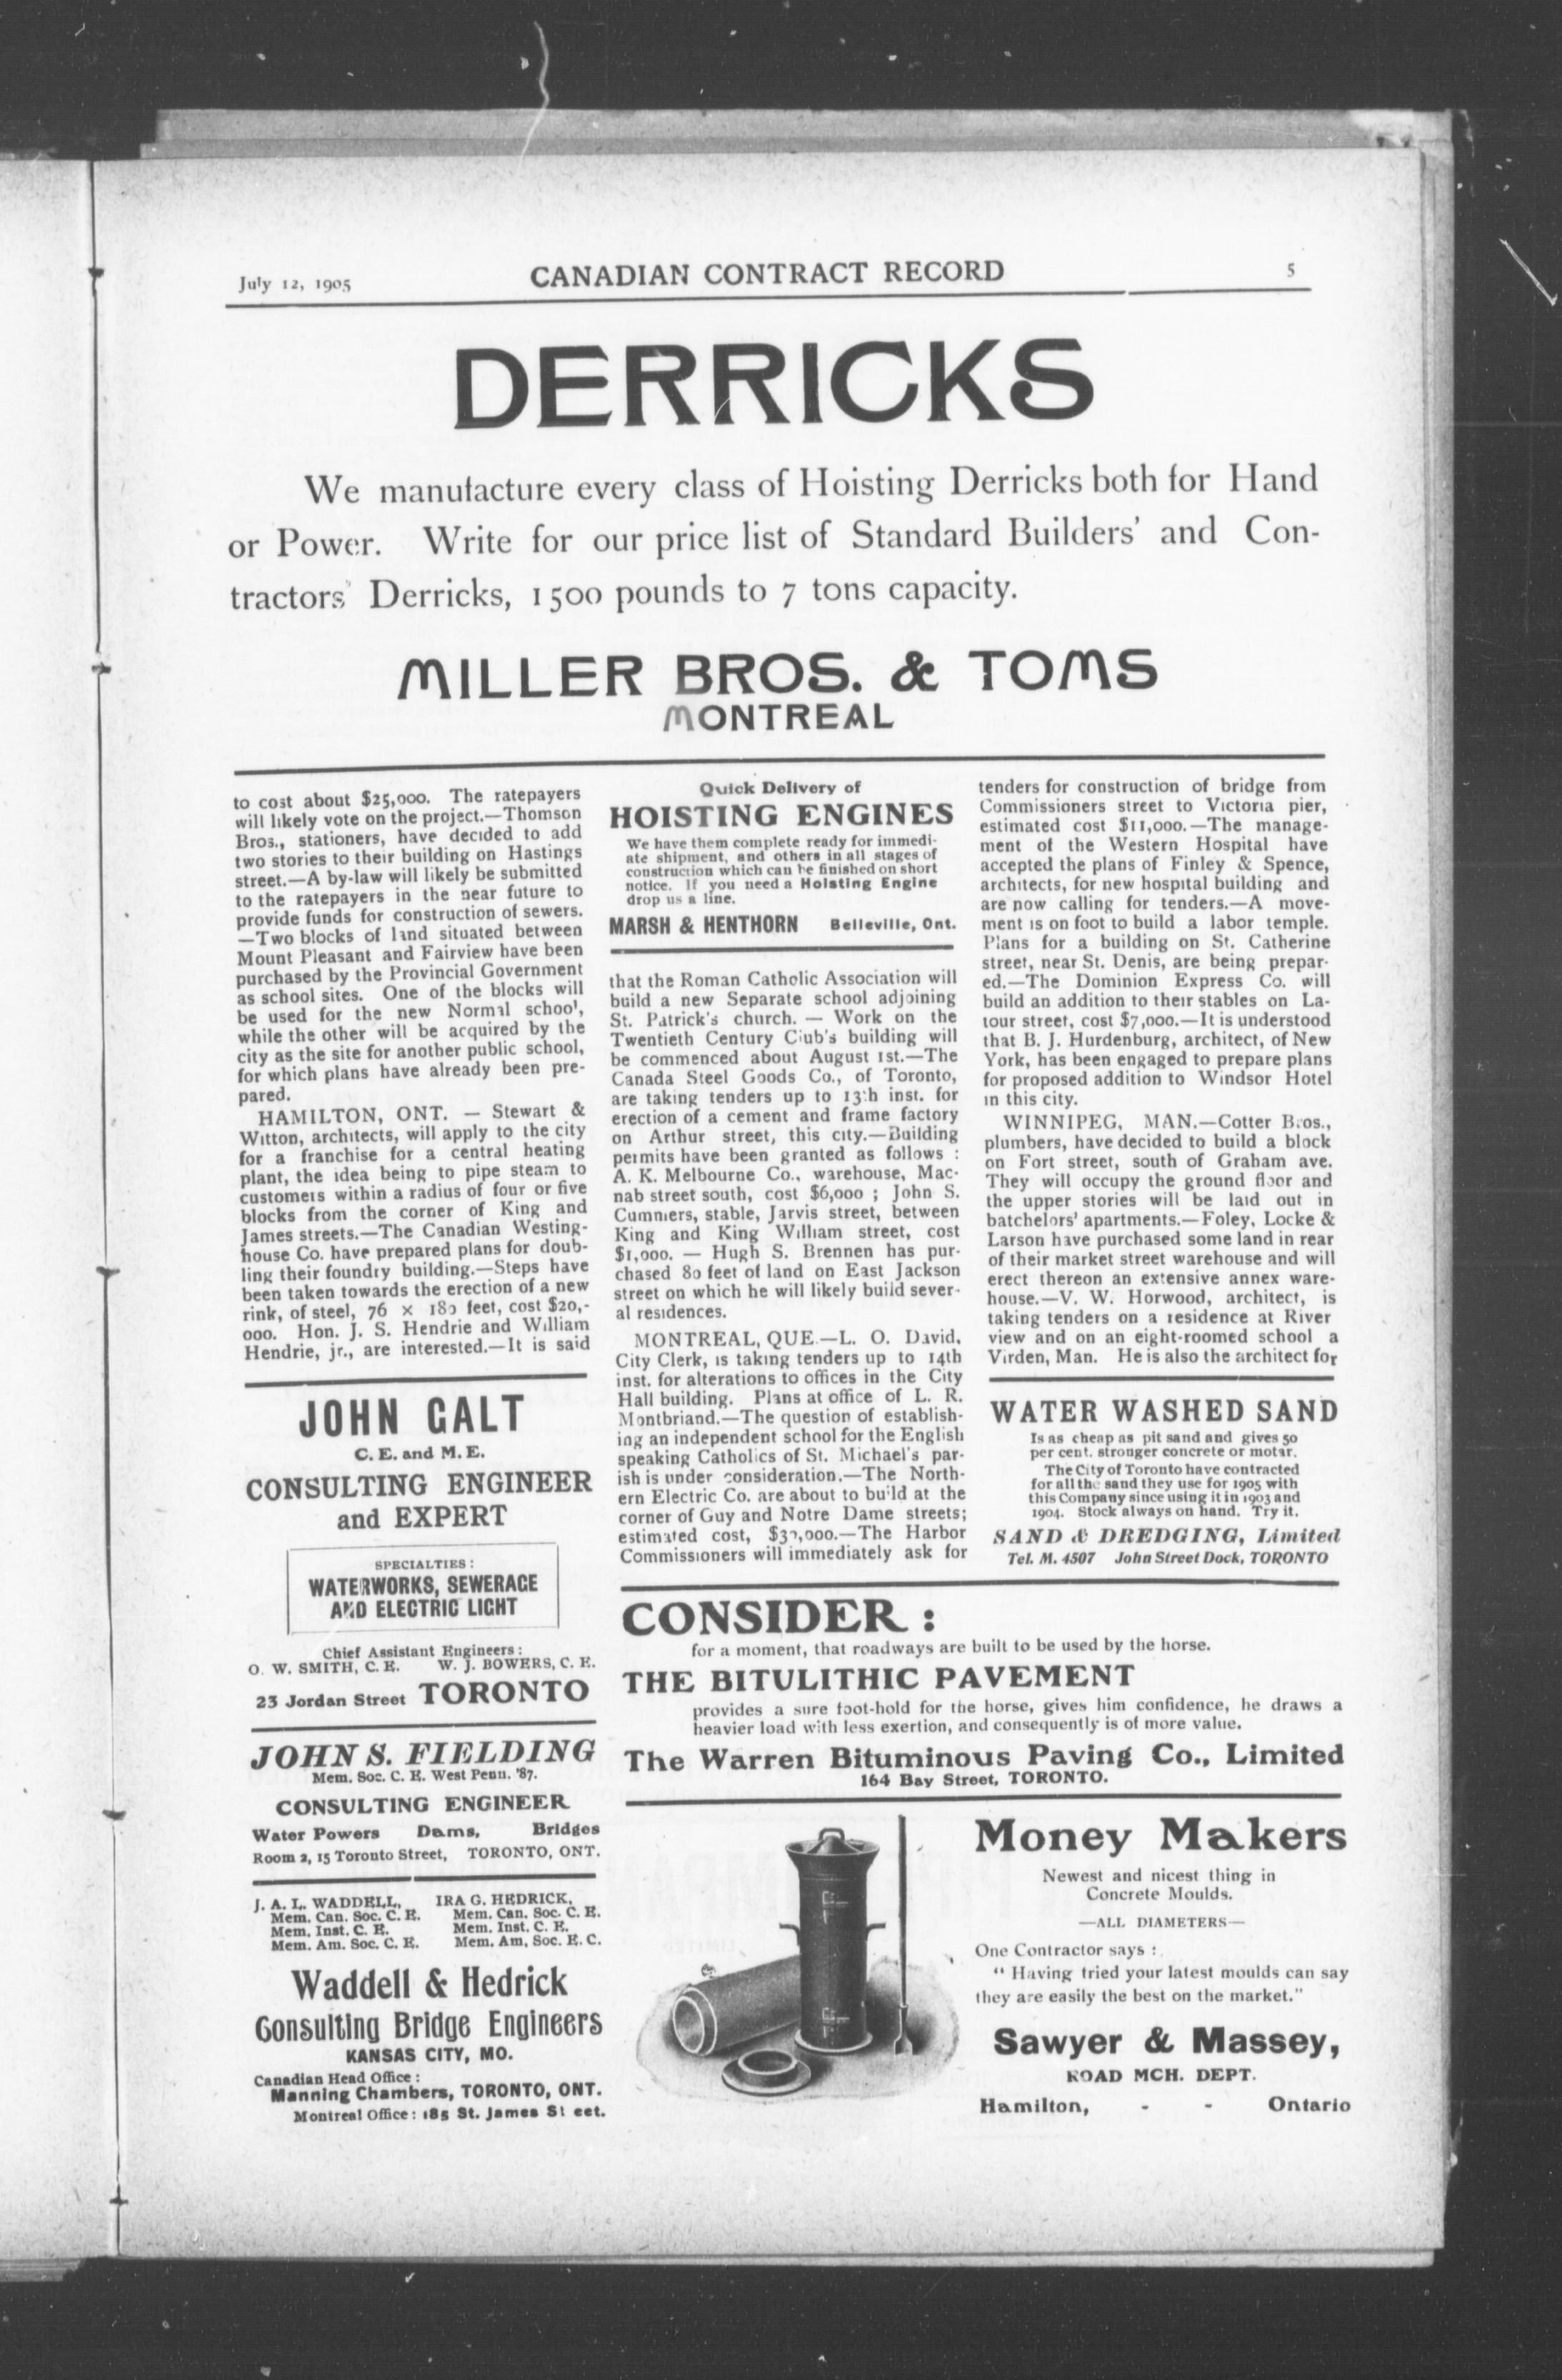 July 12, 1905
CANADIAN CONTRACT RECORD
5
DERRICKS
We manufacture every class of Hoisting Derricks both for Hand
or Power. Write for our price list of Standard Builders' and Con-
tractors' Derricks, 1500 pounds to 7 tons capacity.
MILLER BROS. & TOMS
MONTREAL
to cost about $25,000. The ratepayers
will likely vote on the project.—Thomson
Bros., stationers, have decided to add
two stories to their building on Hastings
street.—A by-law will likely be submitted
to the ratepayers in the near future to
provide funds for construction of sewers.
—Two blocks of land situated between
Mount Pleasant and Fairview have been
purchased by the Provincial Government
as school sites. One of the blocks will
be used for the new Normal school,
while the other will be acquired by the
city as the site for another public school,
for which plans have already been pre-
pared.
HAMILTON, ONT. — Stewart &
Witton, architects, will apply to the city
for a franchise for a central heating
plant, the idea being to pipe steam to
customers within a radius of four or five
blocks from the corner of King and
James streets.—The Canadian Westing-
house Co. have prepared plans for doub-
ling their foundry building.—Steps have
been taken towards the erection of a new
rink, of steel, 76 x 180 feet, cost $20,-
000. Hon. J. S. Hendrie and William
Hendrie, jr., are interested.—It is said
JOHN GALT
C. E. and M. E.
CONSULTING ENGINEER
and EXPERT
SPECIALTIES:
WATERWORKS, SEWERAGE
AND ELECTRIC LIGHT
Chief Assistant Engineers:
O. W. SMITH, C. E. W. J. BOWERS, C. E.
23 Jordan Street TORONTO
JOHN S. FIELDING
Mem. Soc. C. E. West Penn. '87.
CONSULTING ENGINEER
Water Powers Dams, Bridges
Room 2, 15 Toronto Street, TORONTO, ONT.
J. A. L. WADDELL, IRA G. HEDRICK,
Mem. Can. Soc. C. E. Mem. Can. Soc. C. E.
Mem. Inst. C. E. Mem. Inst. C. E.
Mem. Am. Soc. C. E. Mem. Am, Soc. E. C.
Waddell & Hedrick
Consulting Bridge Engineers
KANSAS CITY, MO.
Canadian Head Office:
Manning Chambers, TORONTO, ONT.
Montreal Office: 185 St. James St eet.
Quick Delivery of
HOISTING ENGINES
We have them complete ready for immedi-
ate shipment, and others in all stages of
construction which can be finished on short
notice. If you need a Hoisting Engine
drop us a line.
MARSH & HENTHORN Belleville, Ont.
that the Roman Catholic Association will
build a new Separate school adjoining
St. Patrick's church. — Work on the
Twentieth Century Club's building will
be commenced about August 1st.—The
Canada Steel Goods Co., of Toronto,
are taking tenders up to 13th inst. for
erection of a cement and frame factory
on Arthur street, this city.—Building
permits have been granted as follows :
A. K. Melbourne Co., warehouse, Mac-
nab street south, cost $6,000 ; John S.
Cummers, stable, Jarvis street, between
King and King William street, cost
$1,000. — Hugh S. Brennen has pur-
chased 80 feet of land on East Jackson
street on which he will likely build sever-
al residences.
MONTREAL, QUE.—L. O. David,
City Clerk, is taking tenders up to 14th
inst. for alterations to offices in the City
Hall building. Plans at office of L. R.
Montbriand.—The question of establish-
ing an independent school for the English
speaking Catholics of St. Michael's par-
ish is under consideration.—The North-
ern Electric Co. are about to build at the
corner of Guy and Notre Dame streets;
estimated cost, $30,000.—The Harbor
Commissioners will immediately ask for
tenders for construction of bridge from
Commissioners street to Victoria pier,
estimated cost $11,000.—The manage-
ment of the Western Hospital have
accepted the plans of Finley & Spence,
architects, for new hospital building and
are now calling for tenders.—A move-
ment is on foot to build a labor temple.
Plans for a building on St. Catherine
street, near St. Denis, are being prepar-
ed.—The Dominion Express Co. will
build an addition to their stables on La-
tour street, cost $7,000.—It is understood
that B. J. Hurdenburg, architect, of New
York, has been engaged to prepare plans
for proposed addition to Windsor Hotel
in this city.
WINNIPEG, MAN.—Cotter Bros.,
plumbers, have decided to build a block
on Fort street, south of Graham ave.
They will occupy the ground floor and
the upper stories will be laid out in
batchelors' apartments.—Foley, Locke &
Larson have purchased some land in rear
of their market street warehouse and will
erect thereon an extensive annex ware-
house.—V. W. Horwood, architect, is
taking tenders on a residence at River
view and on an eight-roomed school a
Virden, Man. He is also the architect for
WATER WASHED SAND
Is as cheap as pit sand and gives 50
per cent. stronger concrete or motar.
The City of Toronto have contracted
for all the sand they use for 1905 with
this Company since using it in 1903 and
1904. Stock always on hand. Try it.
SAND & DREDGING, Limited
Tel. M. 4507 John Street Dock, TORONTO
CONSIDER :
for a moment, that roadways are built to be used by the horse.
THE BITULITHIC PAVEMENT
provides a sure foot-hold for the horse, gives him confidence, he draws a
heavier load with less exertion, and consequently is of more value.
The Warren Bituminous Paving Co., Limited
164 Bay Street, TORONTO.
Money Makers
Newest and nicest thing in
Concrete Moulds.
—ALL DIAMETERS—
One Contractor says :
"Having tried your latest moulds can say
they are easily the best on the market."
Sawyer & Massey,
ROAD MCH. DEPT.
Hamilton, - - Ontario